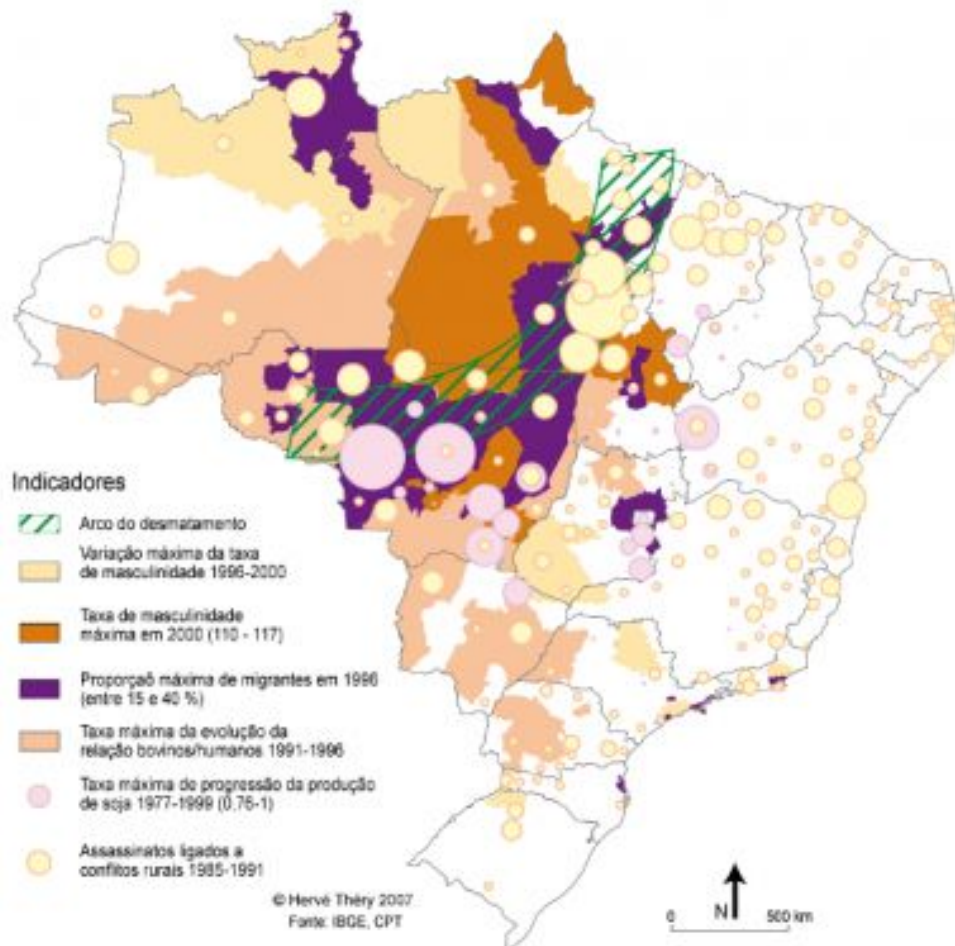 Indicadores
Arco do desmatamento
Variação máxima da taxa
de masculinidade 1996-2000
Taxa de masculinidade
máxima em 2000 (110 - 117)
Proporçaõ máxima de migrantes em 1996
(entre 15 e 40 %)
Taxa máxima da evolução da
relação bovinos/humanos 1991-1996
Taxa máxima de progressão da produção
de soja 1977-1999 (0,76-1)
Assassinatos ligados a
conflitos rurais 1985-1991
© Hervé Théry 2007
Fonte: IBGE, CPT
N
0 500 km